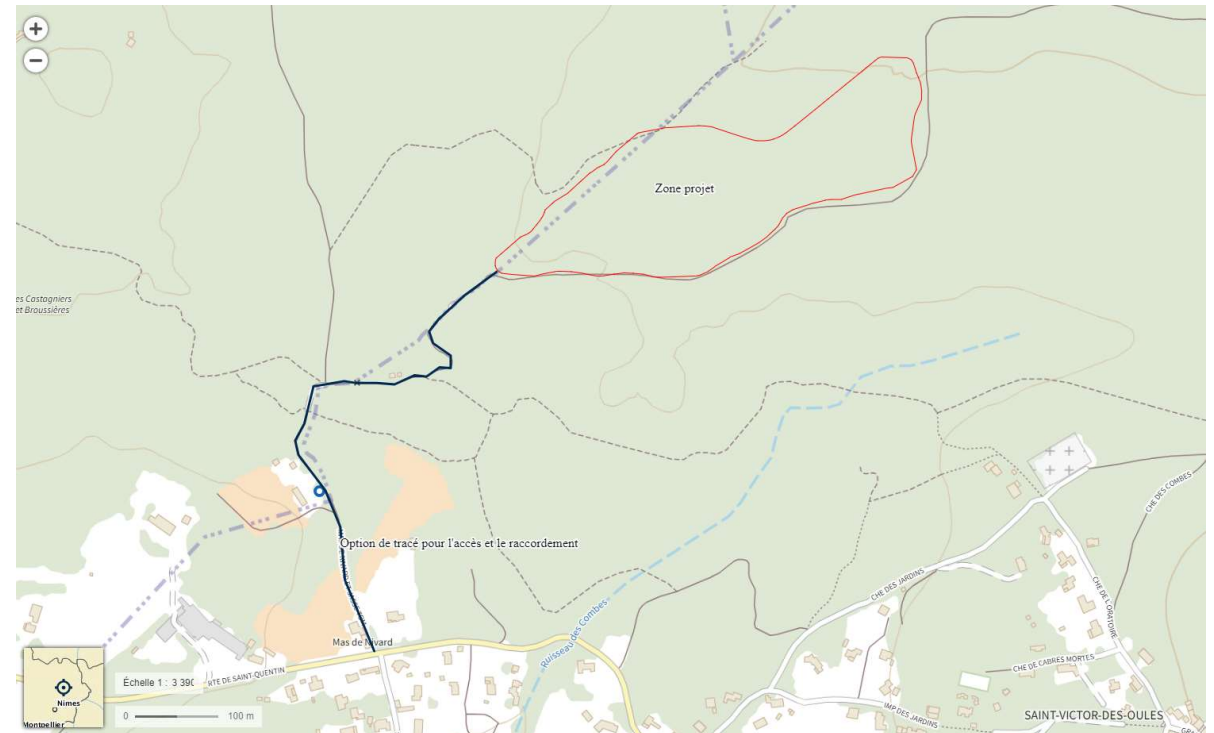 Zone projet
es Castagniers
et Broussières
Option de tracé pour l'accès et le raccordement
Mas de Nivard
RTE DE SAINT-QUENTIN
Ruisseau des Combes
CHE DES JARDINS
CHE DES COMBES
CHE DE L'ORATOIRE
CHE DE CABRES MORTES
IMP DES JARDINS
SAINT-VICTOR-DES-OULES
Nimes
Montpellier
Échelle 1 : 3 390
0
100 m